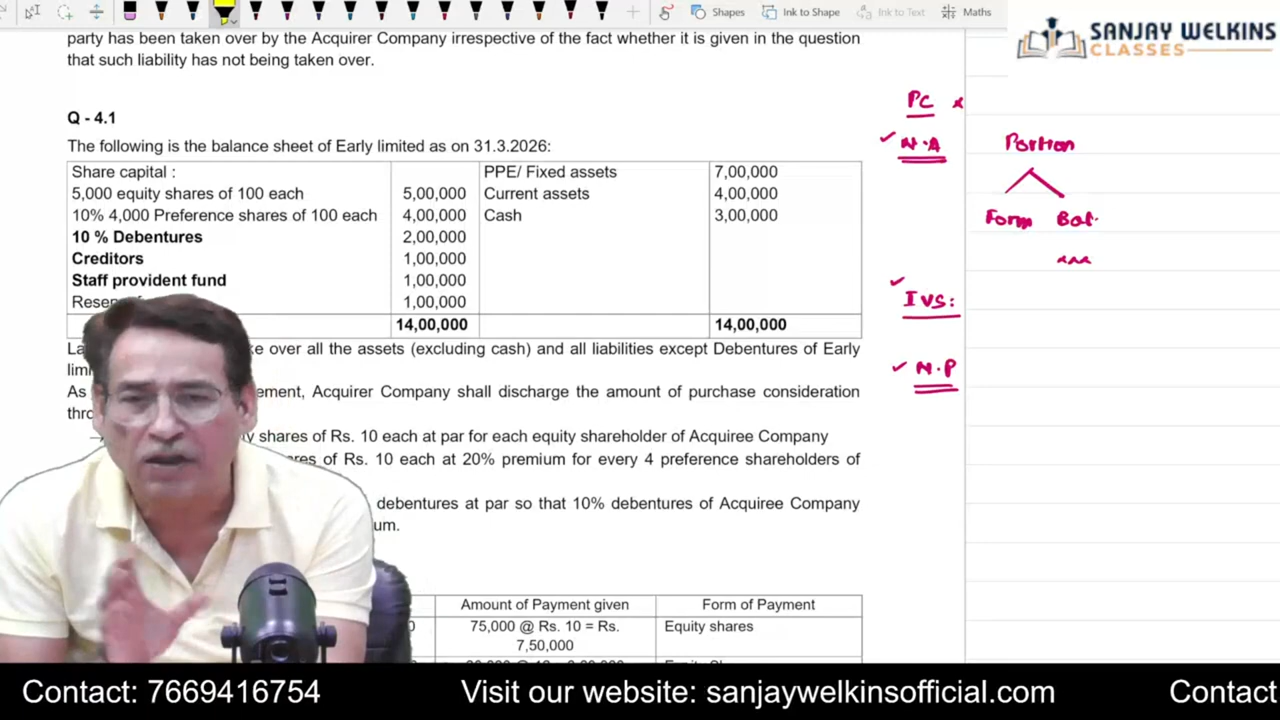 Shapes
Ink to Shape
Ink to Text
Maths
SANJAY WELKINS
CLASSES
party has been taken over by the Acquirer Company irrespective of the fact whether it is given in the question
that such liability has not being taken over.
PC
Q - 4.1
N.A
Portion
The following is the balance sheet of Early limited as on 31.3.2026:
Share capital : PPE/ Fixed assets 7,00,000
5,000 equity shares of 100 each 5,00,000 Current assets 4,00,000
10% 4,00,0 Preference shares of 100 each 4,00,000 Cash 3,00,000
Form Bal.
10 % Debentures 2,00,000
Creditors 1,00,000
Staff provident fund 1,00,000
1,00,000
IVS:
14,00,000 14,00,000
over all the assets (excluding cash) and all liabilities except Debentures of Early
N.P
As Acquirer Company shall discharge the amount of purchase consideration
shares of Rs. 10 each at par for each equity shareholder of Acquiree Company
of Rs. 10 each at 20% premium for every 4 preference shareholders of
debentures at par so that 10% debentures of Acquiree Company
Amount of Payment given Form of Payment
75,000 @ Rs. 10 = Rs. Equity shares
7,50,000
Contact: 7669416754 Visit our website: sanjaywelkinsofficial.com Contact